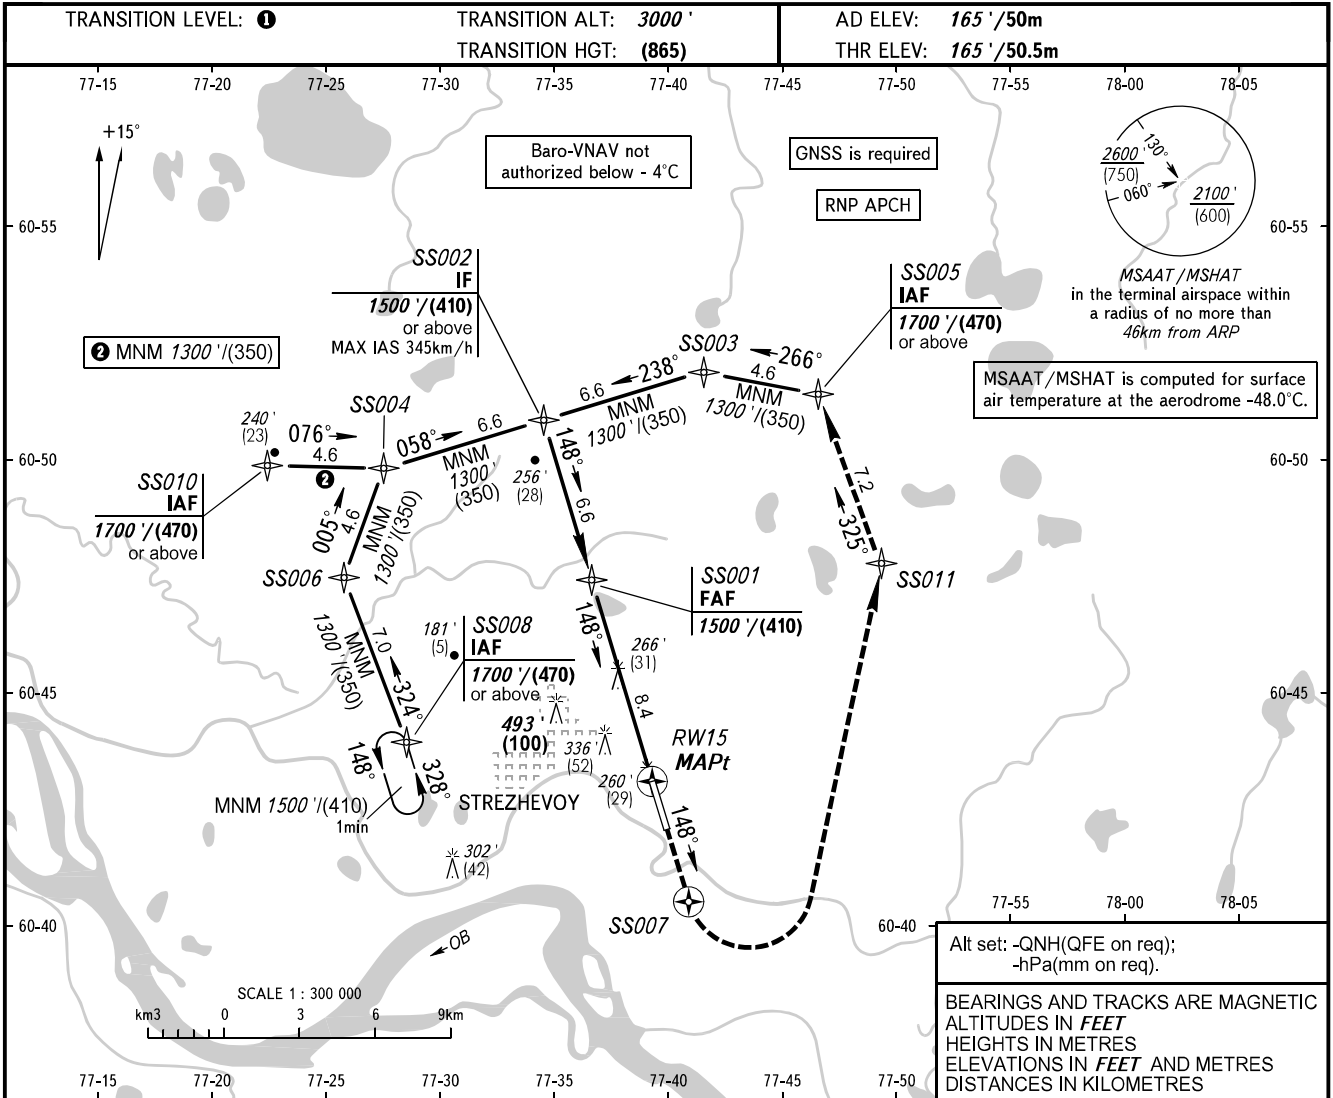 TRANSITION LEVEL: ❶
TRANSITION ALT: 3000 '
TRANSITION HGT: (865)
AD ELEV: 165 '/50m
THR ELEV: 165 '/50.5m
77-15 77-20 77-25 77-30 77-35 77-40 77-45 77-50 77-55 78-00 78-05
+15°
Baro-VNAV not
authorized below - 4°C
GNSS is required
RNP APCH
2600 '
(750)
130°
060°
2100 '
(600)
MSAAT/MSHAT
in the terminal airspace within
a radius of no more than
46km from ARP
MSAAT/MSHAT is computed for surface
air temperature at the aerodrome -48.0°C.
60-55
60-55
SS002
IF
1500 '/(410)
or above
MAX IAS 345km/h
SS005
IAF
1700 '/(470)
or above
❷ MNM 1300 '/(350)
SS003
266°
4.6
MNM
1300 '/(350)
238°
6.6
MNM
1300 '/(350)
SS004
058°
6.6
MNM
1300 '
(350)
240 '
(23)
076°
4.6
❷
60-50
60-50
SS010
IAF
1700 '/(470)
or above
148°
6.6
256 '
(28)
005°
4.6
MNM
1300 '/(350)
7.2
325°
SS011
SS006
SS001
FAF
1500 '/(410)
148°
266 '
(31)
8.4
7.0
MNM
1300 '/(350)
324°
181 '
(5)
SS008
IAF
1700 '/(470)
or above
60-45
60-45
493 '
(100)
336 '
(52)
260 '
(29)
RW15
MAPt
148°
328°
MNM 1500 '/(410)
1min
STREZHEVOY
148°
302 '
(42)
SS007
60-40
60-40
77-55 78-00 78-05
OB
Alt set: -QNH(QFE on req);
-hPa(mm on req).
SCALE 1 : 300 000
km3 0 3 6 9km
BEARINGS AND TRACKS ARE MAGNETIC
ALTITUDES IN FEET
HEIGHTS IN METRES
ELEVATIONS IN FEET AND METRES
DISTANCES IN KILOMETRES
77-15 77-20 77-25 77-30 77-35 77-40 77-45 77-50